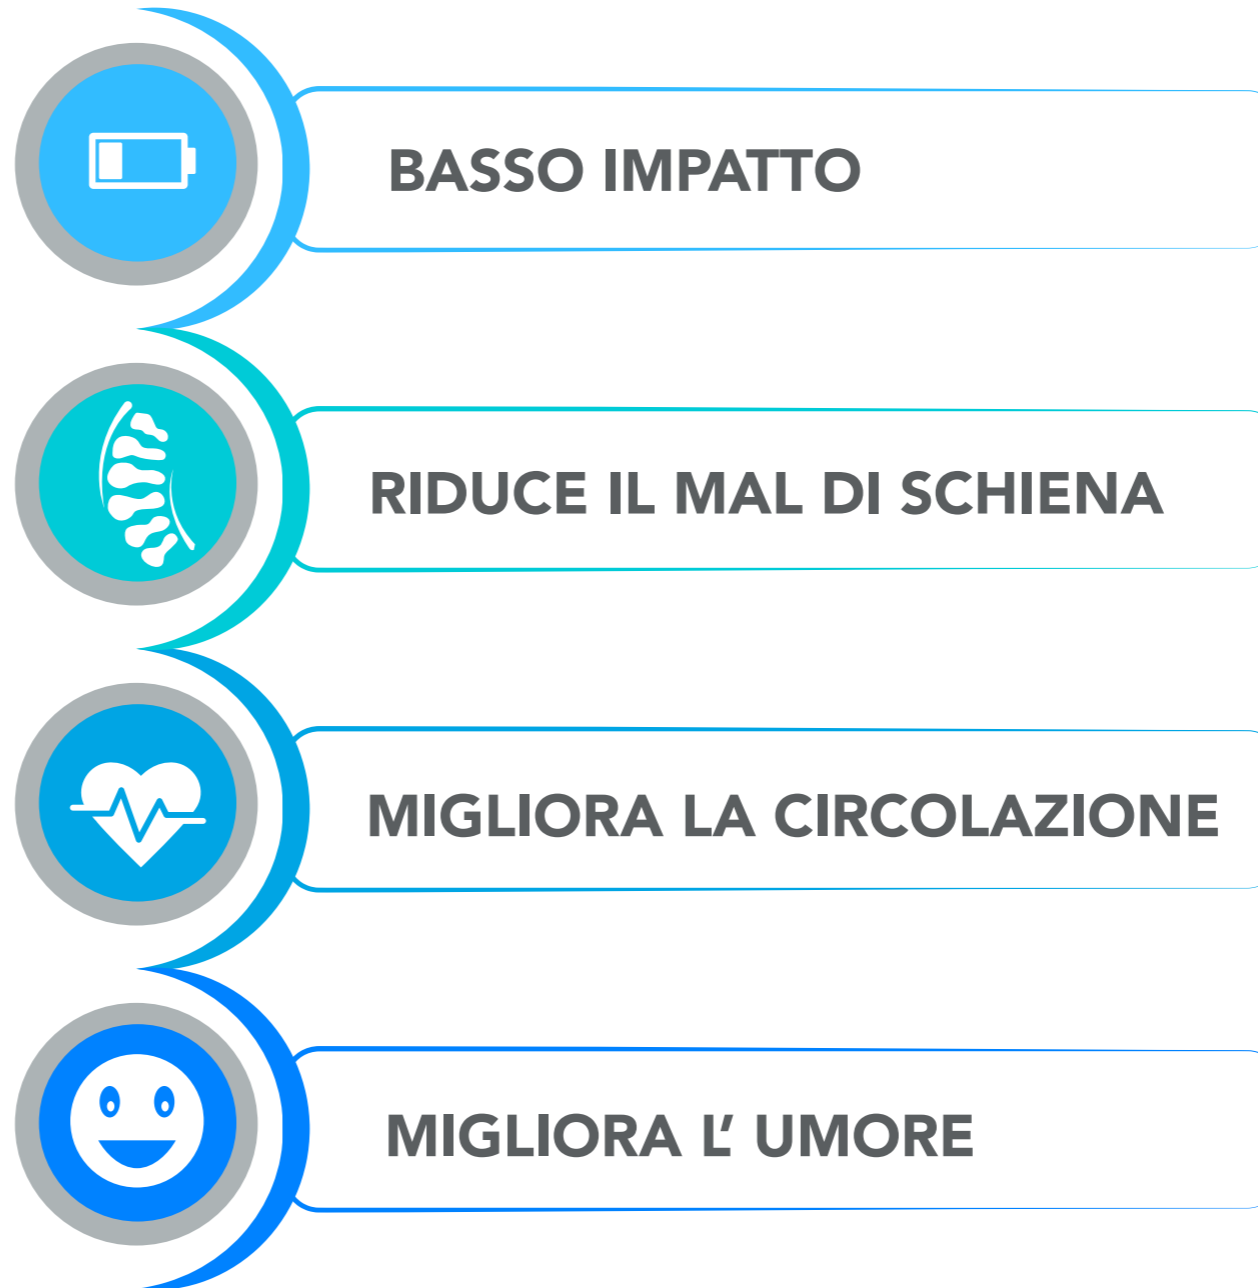 BASSO IMPATTO
RIDUCE IL MAL DI SCHIENA
MIGLIORA LA CIRCOLAZIONE
MIGLIORA L’ UMORE